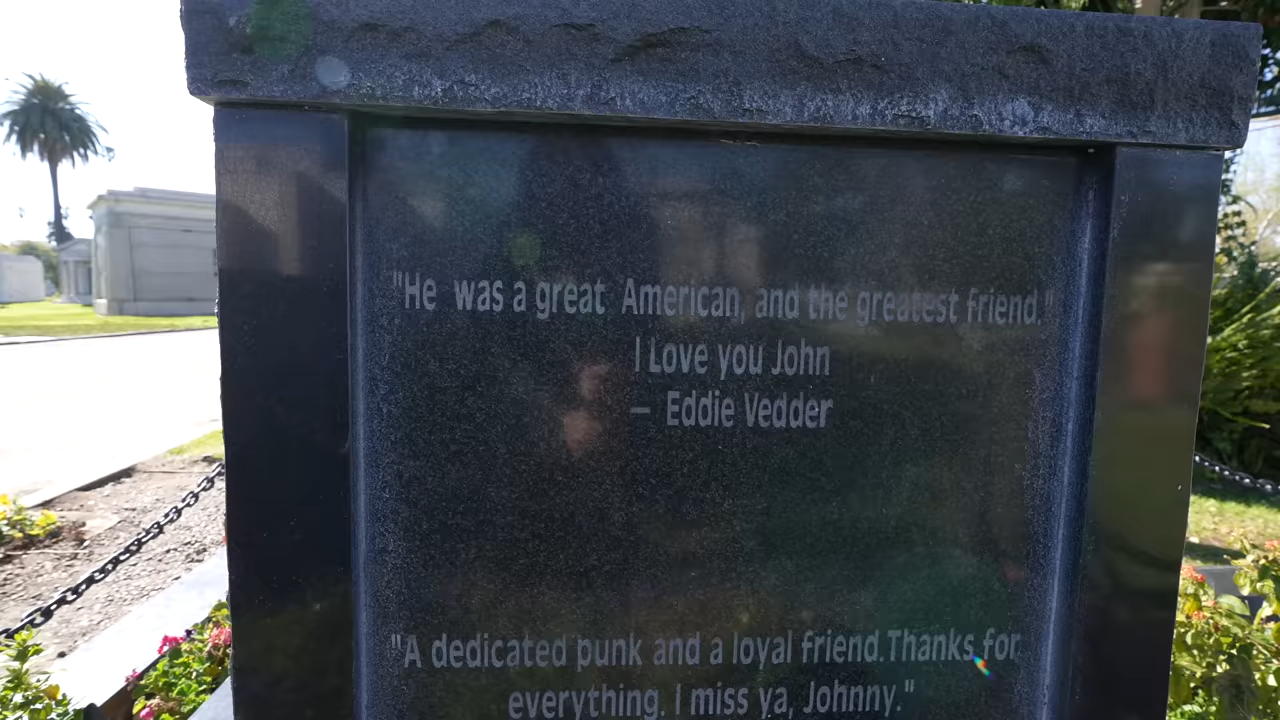 "He was a great American, and the greatest friend."
I Love you John
– Eddie Vedder
"A dedicated punk and a loyal friend.Thanks for
everything. I miss ya, Johnny."